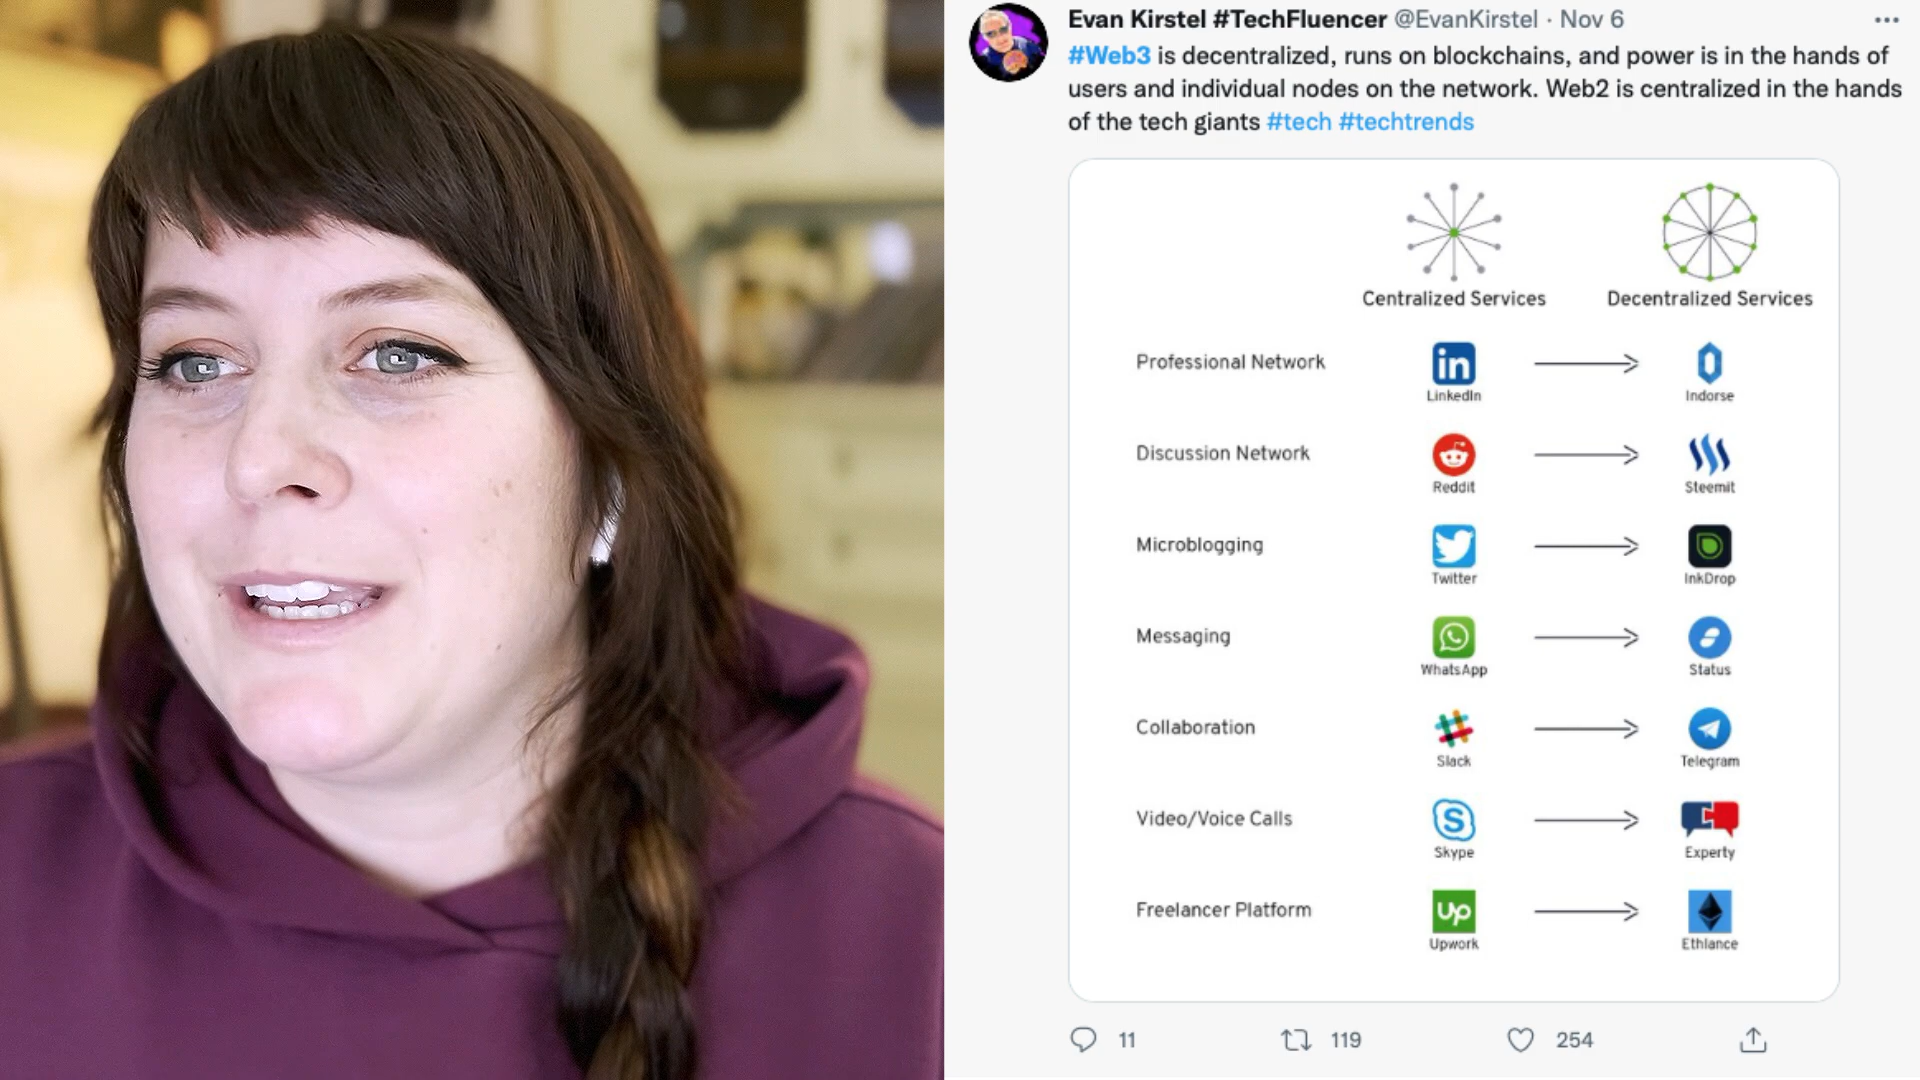 Evan Kirstel #TechFluencer @EvanKirstel · Nov 6
#Web3 is decentralized, runs on blockchains, and power is in the hands of
users and individual nodes on the network. Web2 is centralized in the hands
of the tech giants #tech #techtrends
Centralized Services Decentralized Services
Professional Network in LinkedIn Indorse
Discussion Network Reddit Steemit
Microblogging Twitter InkDrop
Messaging WhatsApp Status
Collaboration Slack Telegram
Video/Voice Calls S Skype Experty
Freelancer Platform Up Upwork Ethlance
11 119 254